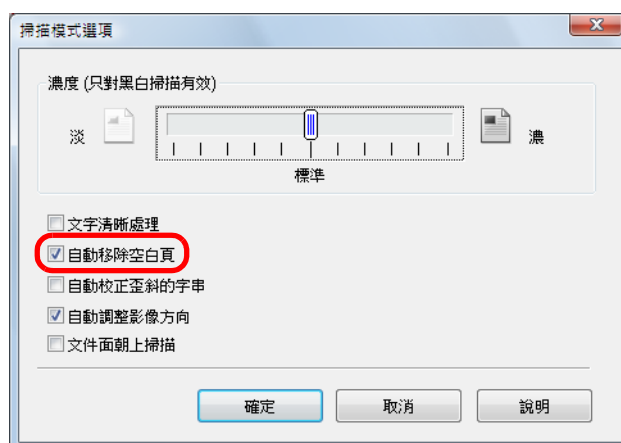 掃描模式選項
濃度 (只對黑白掃描有效)
淡
濃
標準
文字清晰處理
自動移除空白頁
自動校正歪斜的字串
自動調整影像方向
文件面朝上掃描
確定
取消
說明